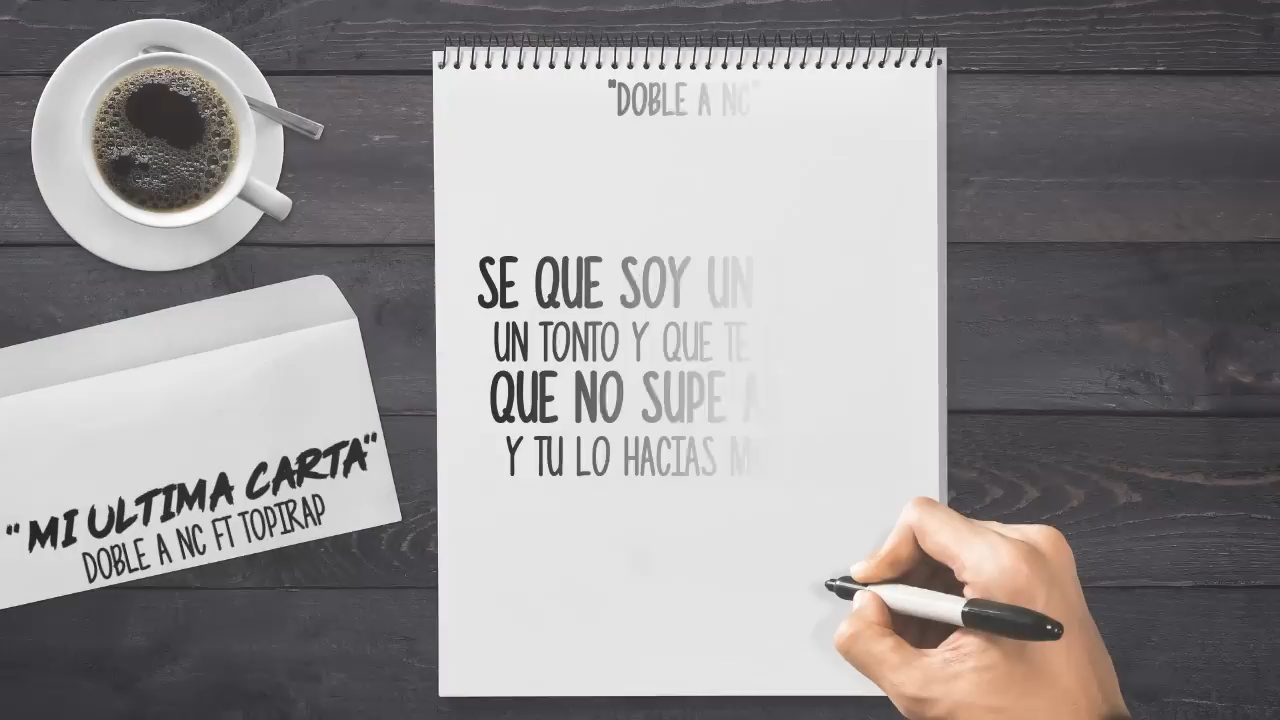 "DOBLE A NC"
SE QUE SOY UN
UN TONTO Y QUE TE
QUE NO SUPE
Y TU LO HACIAS
"MI ULTIMA CARTA"
DOBLE A NC FT TOPIRAP